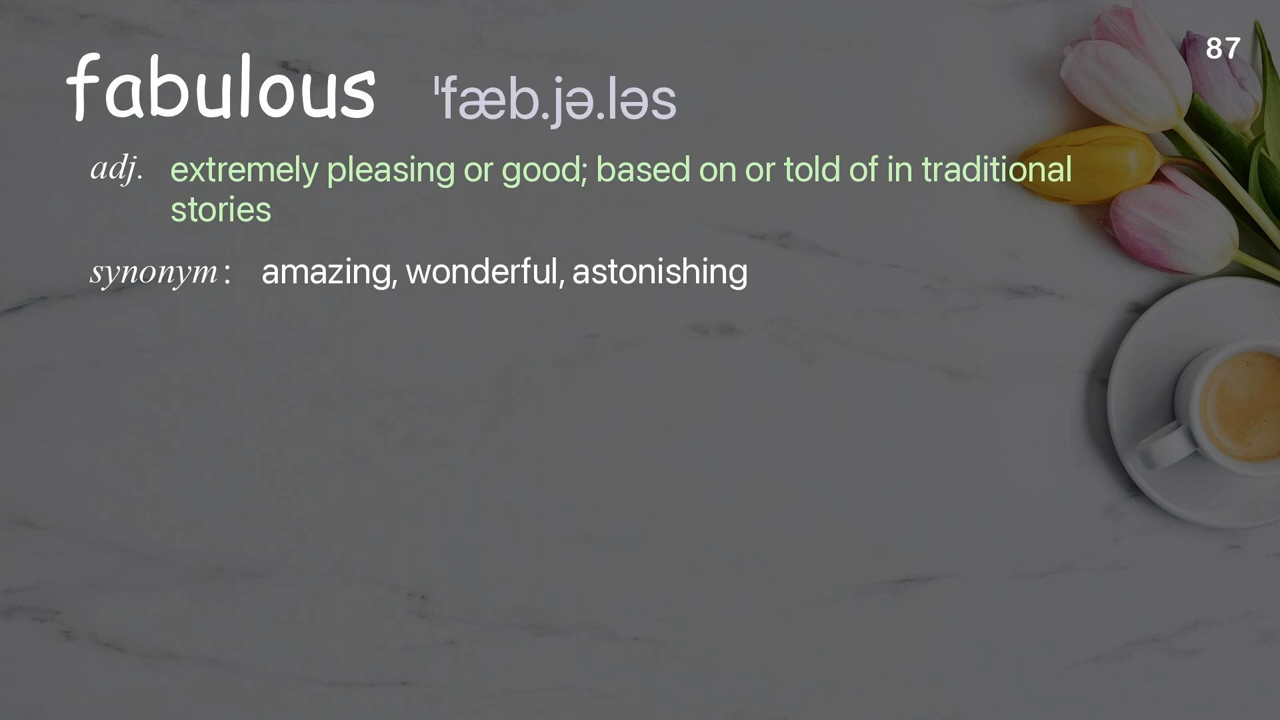 87
fabulous ˈfæb.jə.ləs
adj. extremely pleasing or good; based on or told of in traditional
stories
synonym: amazing, wonderful, astonishing